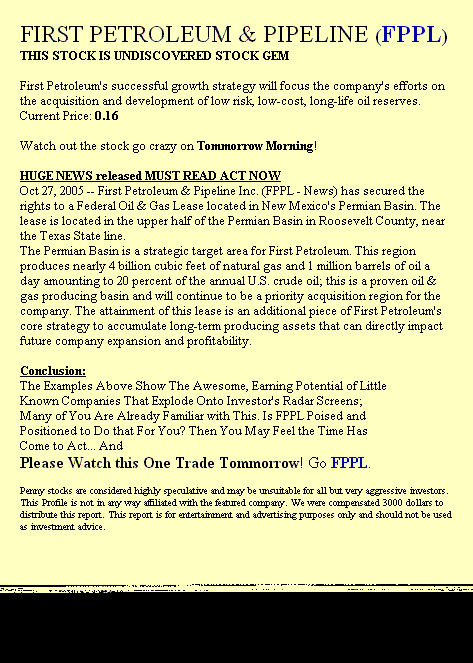 FIRST PETROLEUM & PIPELINE (FPPL)
THIS STOCK IS UNDISCOVERED STOCK GEM
First Petroleum's successful growth strategy will focus the company's efforts on
the acquisition and development of low risk, low-cost, long-life oil reserves.
Current Price: 0.16
Watch out the stock go crazy on Tommorrow Morning!
HUGE NEWS released MUST READ ACT NOW
Oct 27, 2005 -- First Petroleum & Pipeline Inc. (FPPL - News) has secured the
rights to a Federal Oil & Gas Lease located in New Mexico's Permian Basin. The
lease is located in the upper half of the Permian Basin in Roosevelt County, near
the Texas State line.
The Permian Basin is a strategic target area for First Petroleum. This region
produces nearly 4 billion cubic feet of natural gas and 1 million barrels of oil a
day amounting to 20 percent of the annual U.S. crude oil; this is a proven oil &
gas producing basin and will continue to be a priority acquisition region for the
company. The attainment of this lease is an additional piece of First Petroleum's
core strategy to accumulate long-term producing assets that can directly impact
future company expansion and profitability.
Conclusion:
The Examples Above Show The Awesome, Earning Potential of Little
Known Companies That Explode Onto Investor's Radar Screens;
Many of You Are Already Familiar with This. Is FPPL Poised and
Positioned to Do that For You? Then You May Feel the Time Has
Come to Act... And
Please Watch this One Trade Tommorrow! Go FPPL.
Penny stocks are considered highly speculative and may be unsuitable for all but very aggressive investors.
This Profile is not in any way affiliated with the featured company. We were compensated 3000 dollars to
distribute this report. This report is for entertainment and advertising purposes only and should not be used
as investment advice.